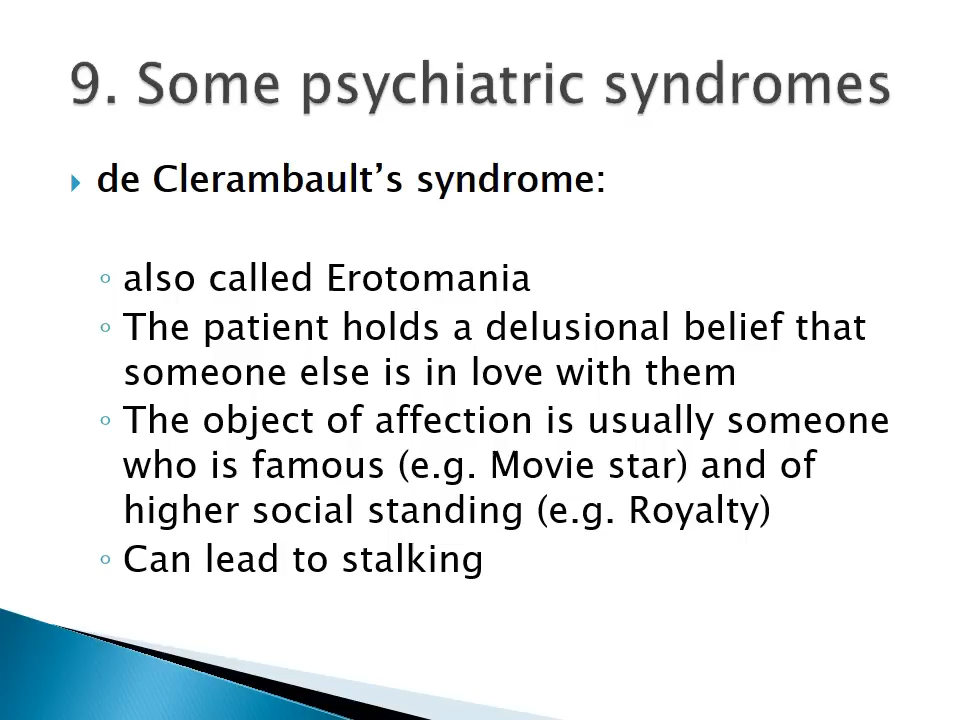 9. Some psychiatric syndromes
de Clerambault’s syndrome:
also called Erotomania
The patient holds a delusional belief that
someone else is in love with them
The object of affection is usually someone
who is famous (e.g. Movie star) and of
higher social standing (e.g. Royalty)
Can lead to stalking